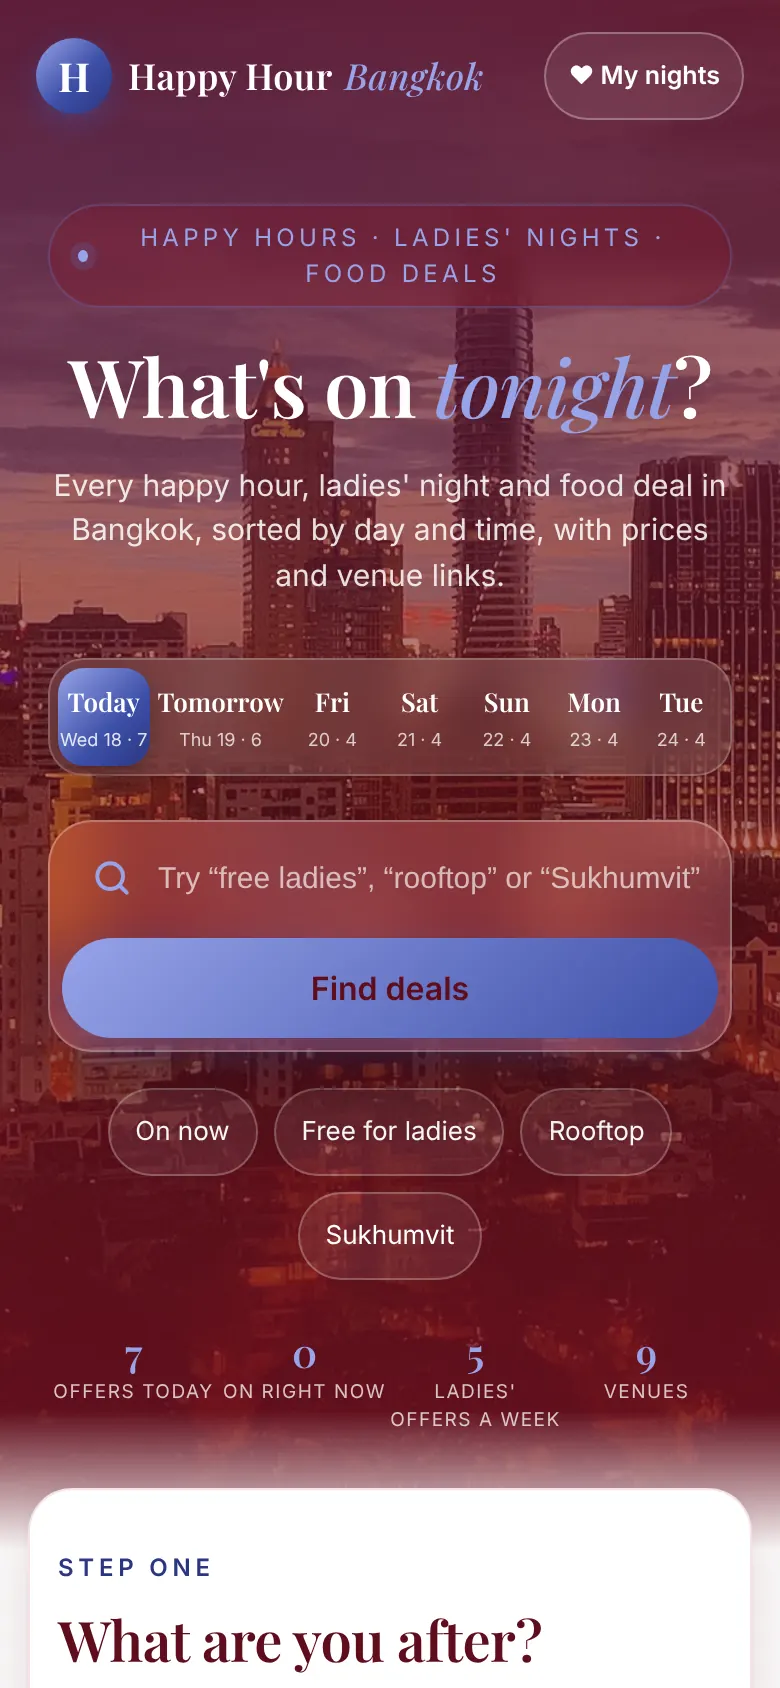 H Happy Hour Bangkok ♥ My nights
HAPPY HOURS · LADIES' NIGHTS ·
FOOD DEALS
What's on tonight?
Every happy hour, ladies' night and food deal in
Bangkok, sorted by day and time, with prices
and venue links.
Today Tomorrow Fri Sat Sun Mon Tue
Wed 18 · 7 Thu 19 · 6 20 · 4 21 · 4 22 · 4 23 · 4 24 · 4
Try “free ladies”, “rooftop” or “Sukhumvit”
Find deals
On now Free for ladies Rooftop
Sukhumvit
7 0 5 9
OFFERS TODAY ON RIGHT NOW LADIES' VENUES
OFFERS A WEEK
STEP ONE
What are you after?